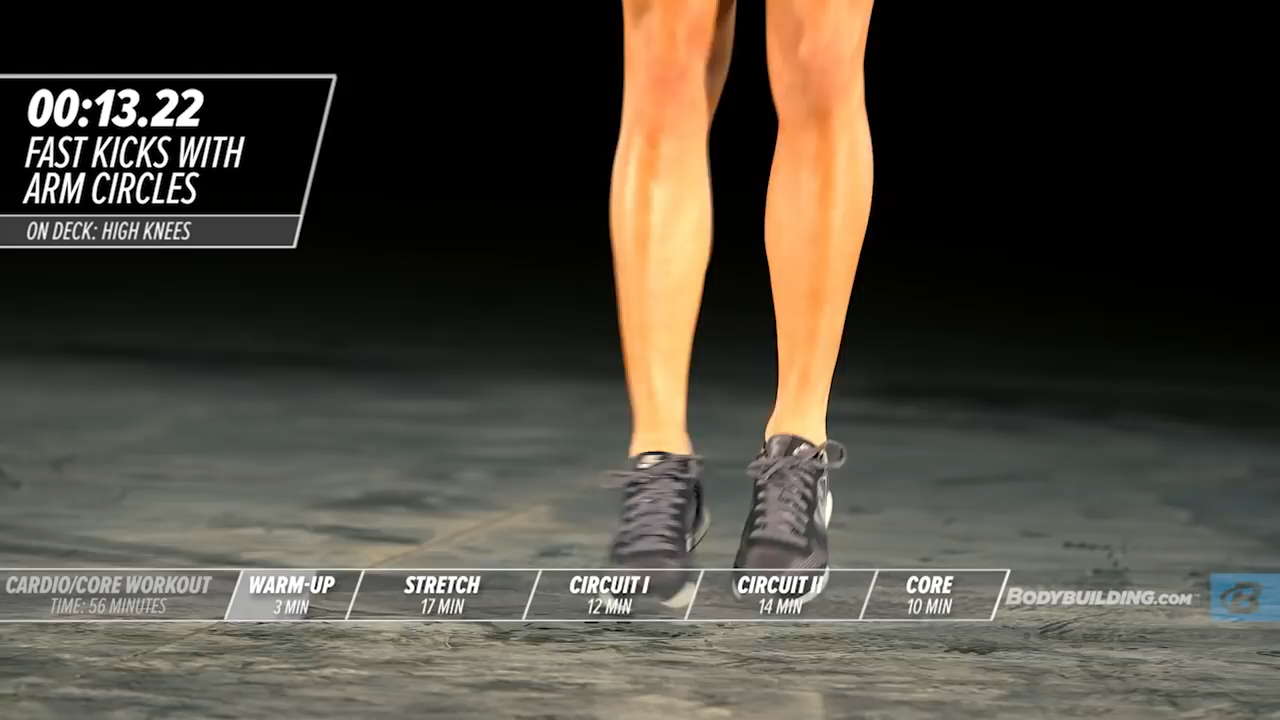 00:13.22
FAST KICKS WITH
ARM CIRCLES
ON DECK: HIGH KNEES
CARDIO/CORE WORKOUT
TIME: 56 MINUTES
WARM-UP
3 MIN
STRETCH
17 MIN
CIRCUIT I
12 MIN
CIRCUIT II
14 MIN
CORE
10 MIN
BODYBUILDING.COM
B